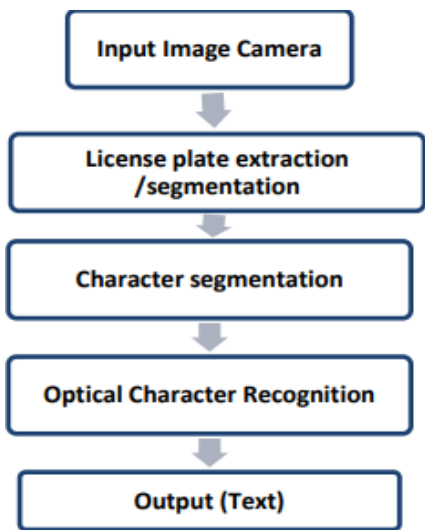 Input Image Camera
License plate extraction
/segmentation
Character segmentation
Optical Character Recognition
Output (Text)